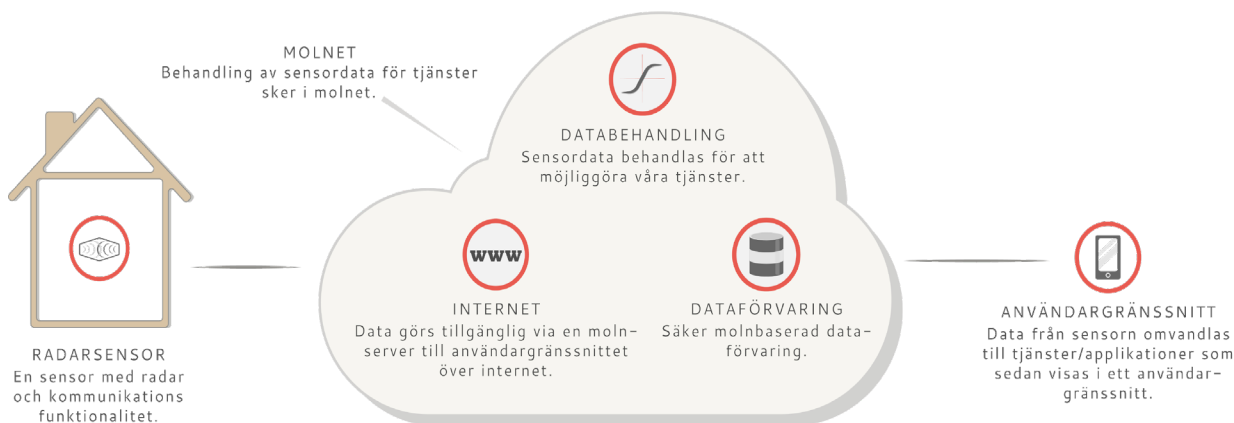 MOLNET
Behandling av sensordata för tjänster
sker i molnet.
DATABEHANDLING
Sensordata behandlas för att
möjliggöra våra tjänster.
RADARSENSOR
En sensor med radar
och kommunikations
funktionalitet.
www
INTERNET
Data görs tillgänglig via en moln-
server till användargränssnittet
över internet.
DATAFÖRVARING
Säker molnbaserad data-
förvaring.
ANVÄNDARGRÄNSSNITT
Data från sensorn omvandlas
till tjänster/applikationer som
sedan visas i ett användar-
gränssnitt.